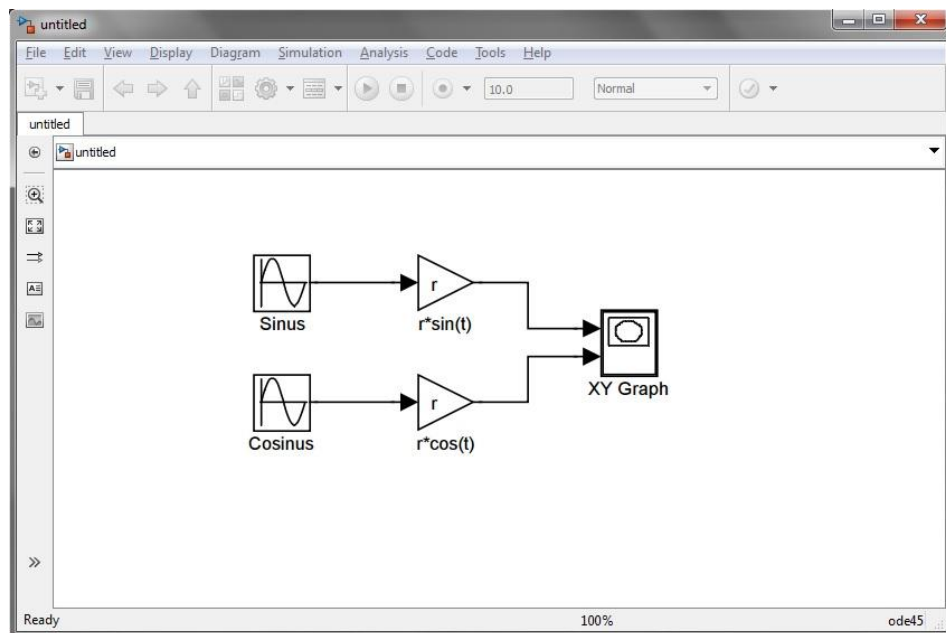 untitled
File Edit View Display Diagram Simulation Analysis Code Tools Help
10.0 Normal
untitled
untitled
r
Sinus r*sin(t)
XY Graph
r
Cosinus r*cos(t)
Ready 100% ode45